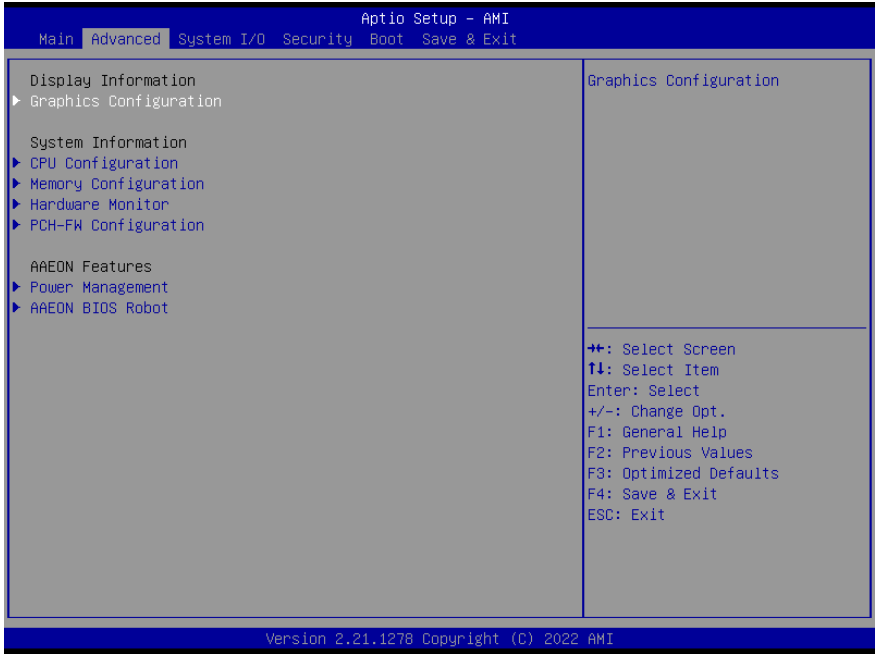 Aptio Setup – AMI
Main Advanced System I/O Security Boot Save & Exit
Display Information
Graphics Configuration
System Information
CPU Configuration
Memory Configuration
Hardware Monitor
PCH-FW Configuration
AAEON Features
Power Management
AAEON BIOS Robot
Graphics Configuration
→←: Select Screen
↑↓: Select Item
Enter: Select
+/-: Change Opt.
F1: General Help
F2: Previous Values
F3: Optimized Defaults
F4: Save & Exit
ESC: Exit
Version 2.21.1278 Copyright (C) 2022 AMI